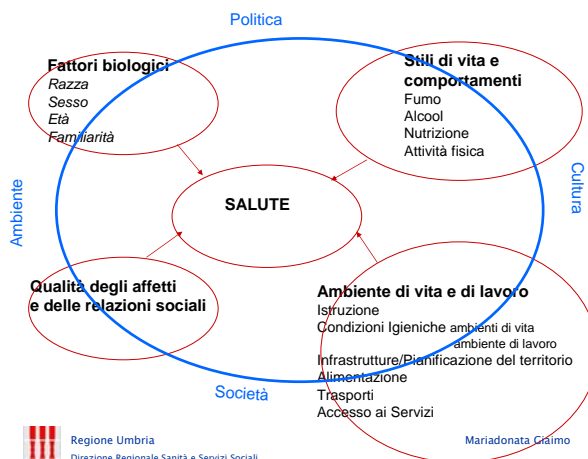 Politica
Fattori biologici
Razza
Sesso
Età
Familiarità
Stili di vita e
comportamenti
Fumo
Alcool
Nutrizione
Attività fisica
Ambiente
SALUTE
Cultura
Qualità degli affetti
e delle relazioni sociali
Ambiente di vita e di lavoro
Istruzione
Condizioni Igieniche ambienti di vita
ambiente di lavoro
Infrastrutture/Pianificazione del territorio
Alimentazione
Trasporti
Accesso ai Servizi
Società
Regione Umbria
Mariadonata Giaimo
Direzione Regionale Sanità e Servizi Sociali